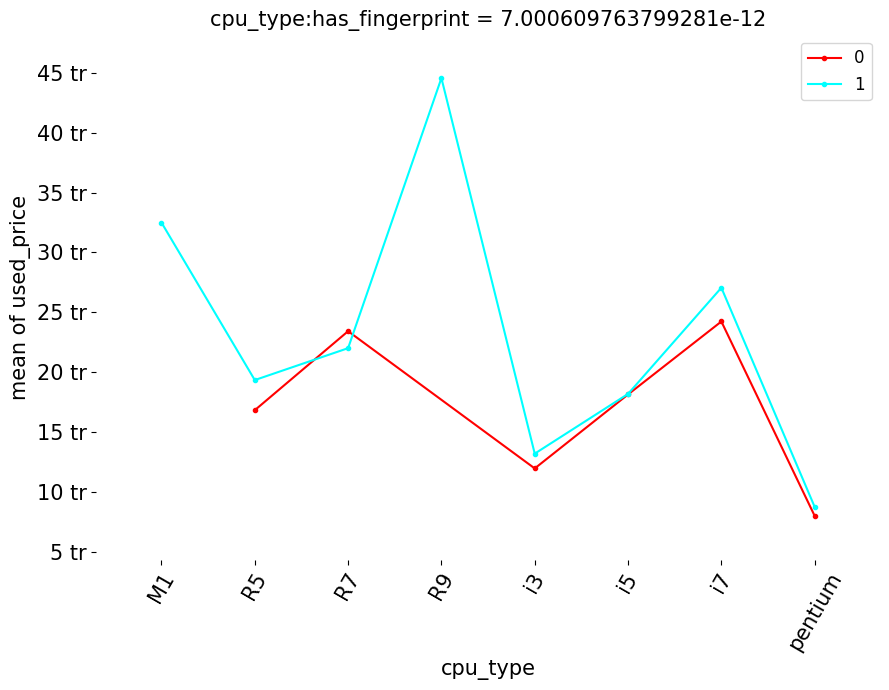 cpu_type:has_fingerprint = 7.000609763799281e-12
0
1
mean of used_price
45 tr
40 tr
35 tr
30 tr
25 tr
20 tr
15 tr
10 tr
5 tr
M1
R5
R7
R9
i3
i5
i7
pentium
cpu_type